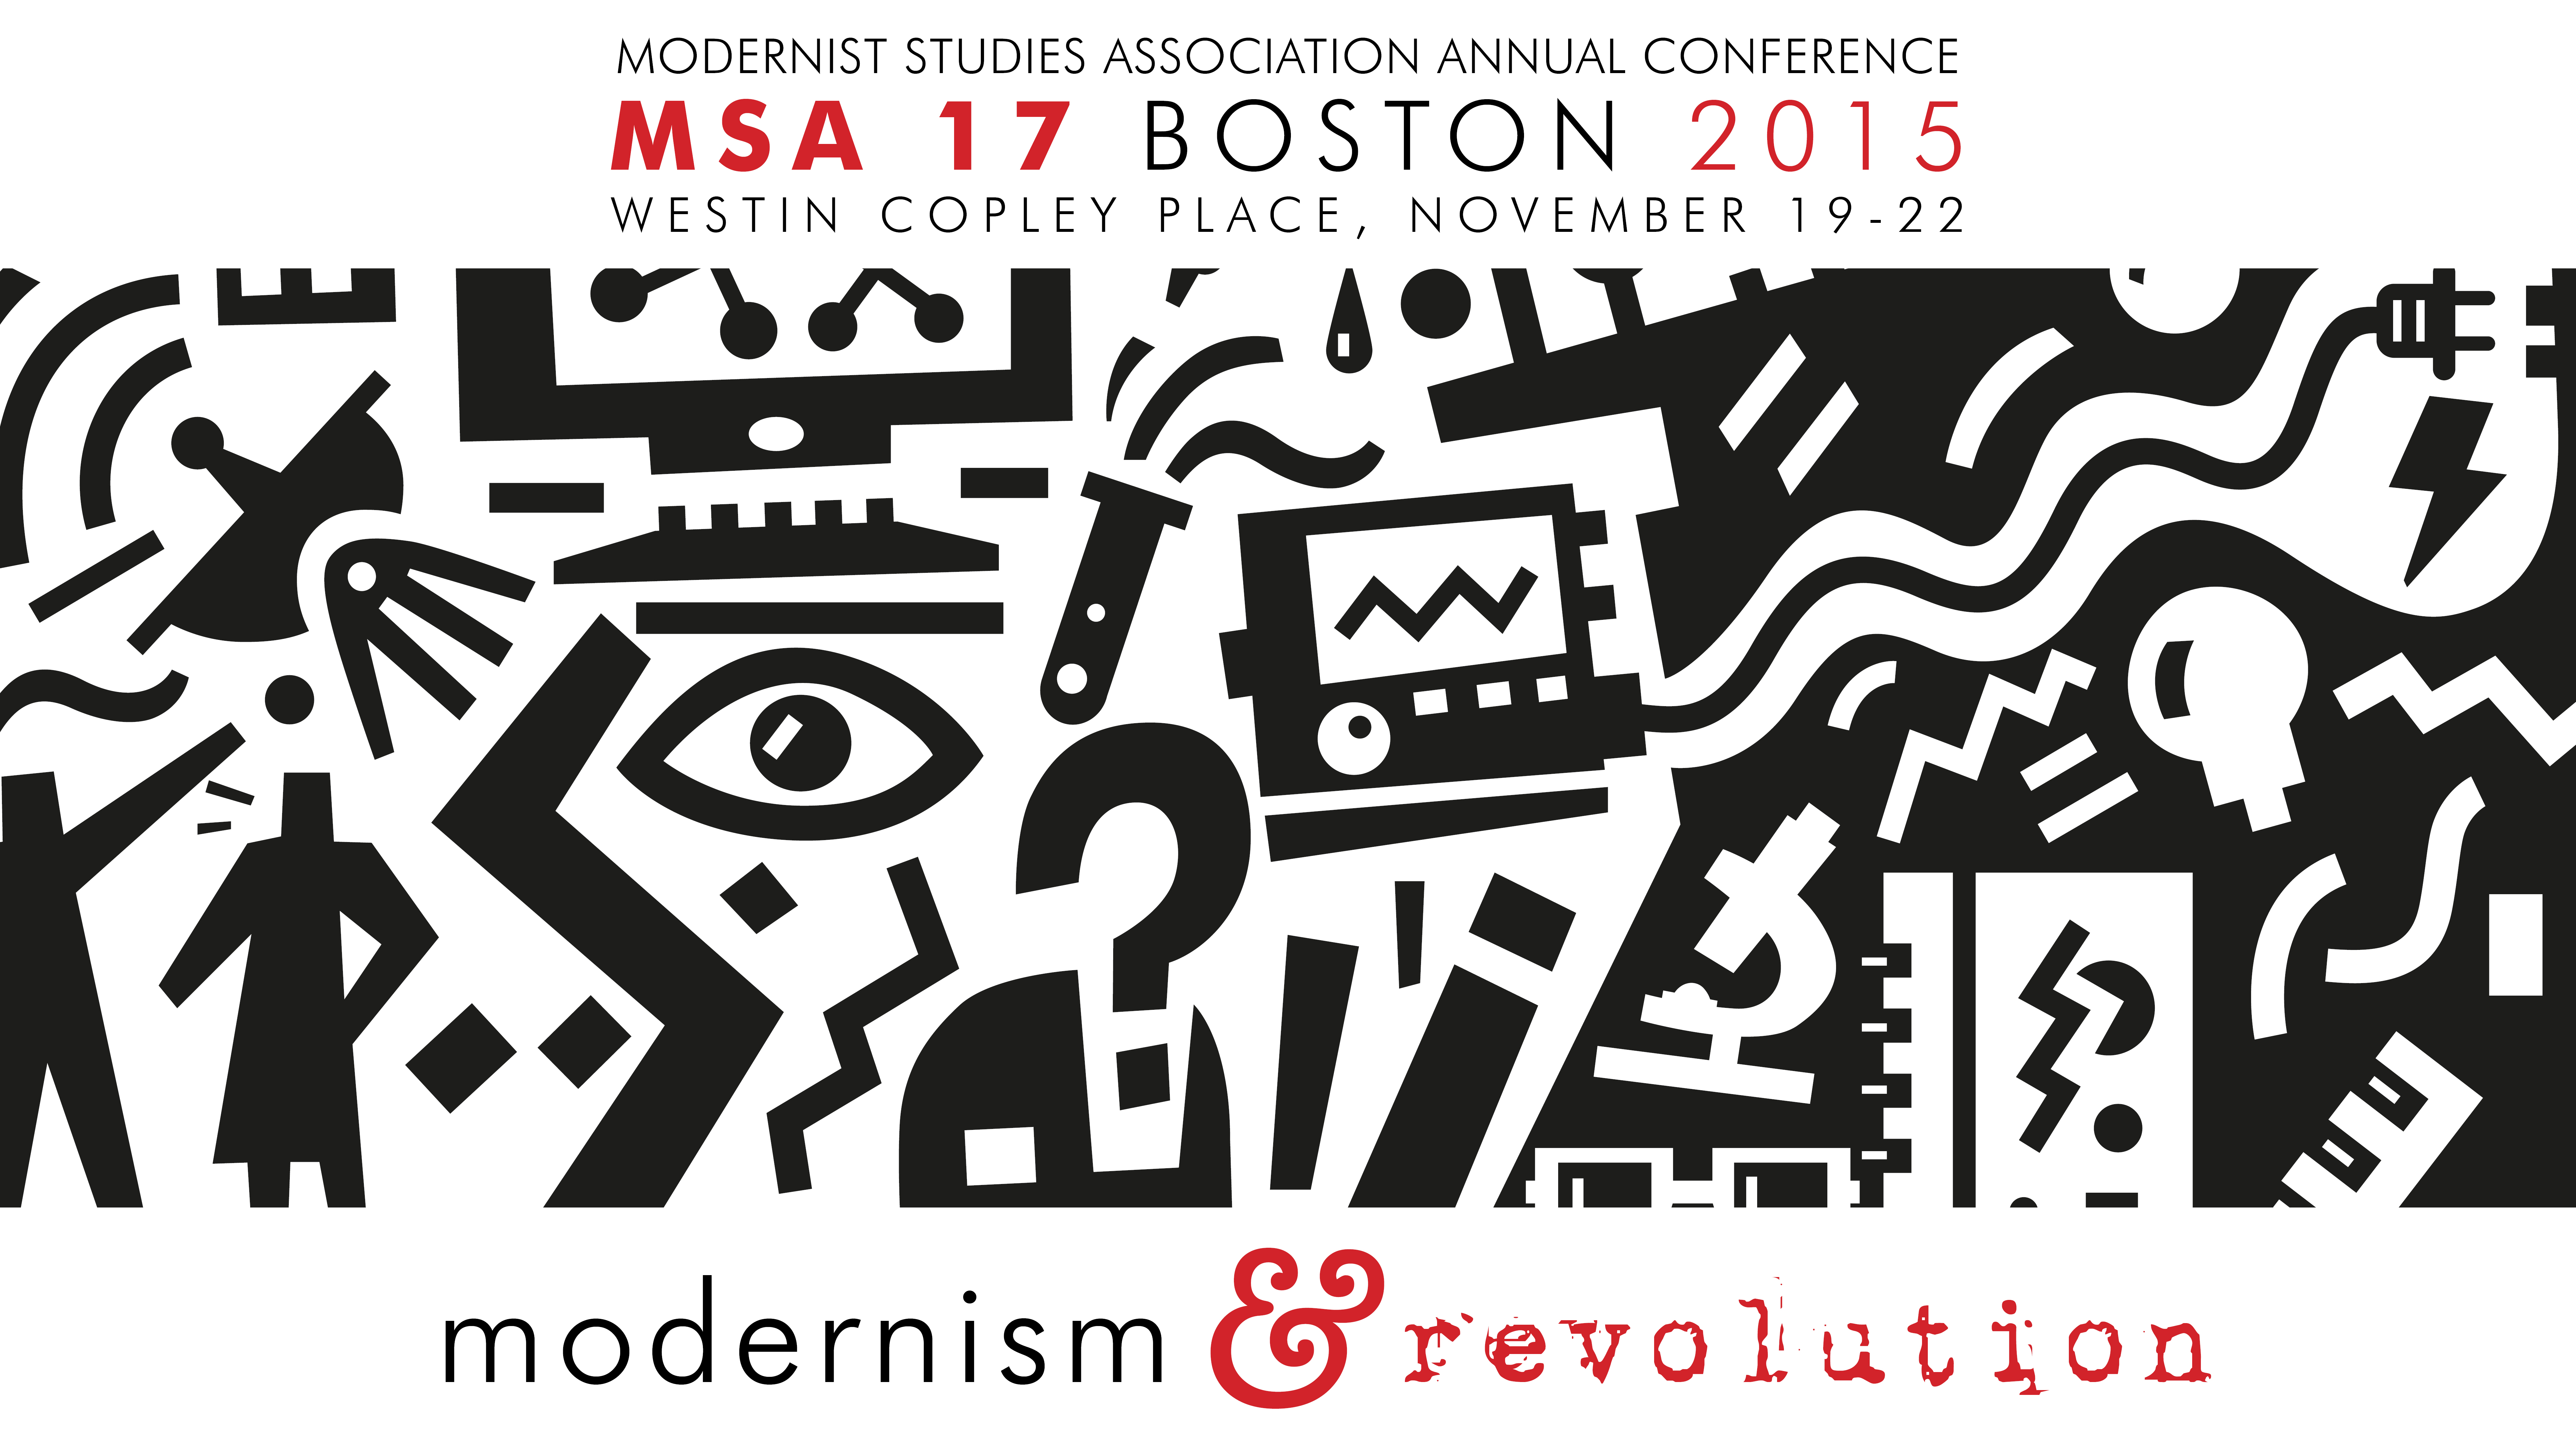 MODERNIST STUDIES ASSOCIATION ANNUAL CONFERENCE
MSA 17 BOSTON 2015
WESTIN COPLEY PLACE, NOVEMBER 19-22
modernism & revolution